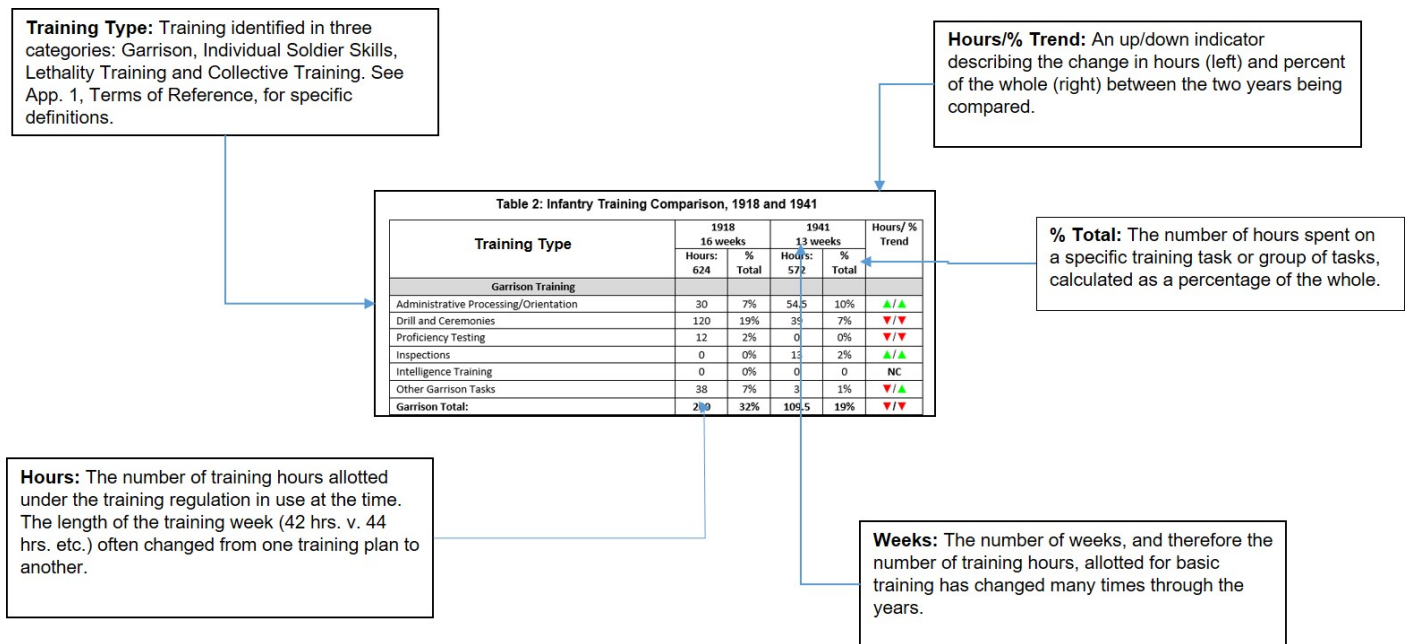 Training Type: Training identified in three
categories: Garrison, Individual Soldier Skills,
Lethality Training and Collective Training. See
App. 1, Terms of Reference, for specific
definitions.
Hours/% Trend: An up/down indicator
describing the change in hours (left) and percent
of the whole (right) between the two years being
compared.
Table 2: Infantry Training Comparison, 1918 and 1941
Training Type 1918 1941 Hours/ %
16 weeks 13 weeks Trend
Hours: % Hours: %
624 Total 572 Total
Garrison Training
Administrative Processing/Orientation 30 7% 54.5 10% ▲/▲
Drill and Ceremonies 120 19% 39 7% ▼/▼
Proficiency Testing 12 2% 0 0% ▼/▼
Inspections 0 0% 13 2% ▲/▲
Intelligence Training 0 0% 0 0 NC
Other Garrison Tasks 38 7% 3 1% ▼/▲
Garrison Total: 32% 109.5 19% ▼/▼
% Total: The number of hours spent on
a specific training task or group of tasks,
calculated as a percentage of the whole.
Hours: The number of training hours allotted
under the training regulation in use at the time.
The length of the training week (42 hrs. v. 44
hrs. etc.) often changed from one training plan to
another.
Weeks: The number of weeks, and therefore the
number of training hours, allotted for basic
training has changed many times through the
years.